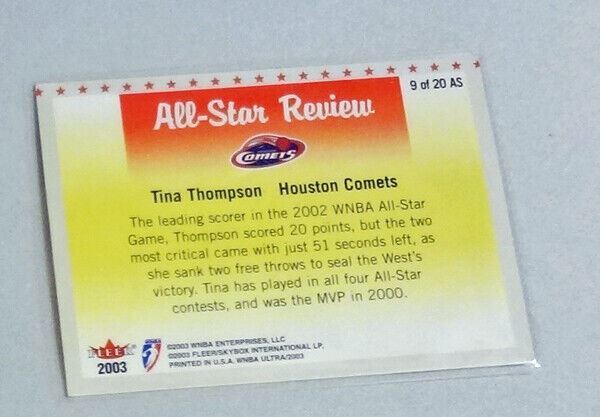 9 of 20 AS
All-Star Review
COMETS
Tina Thompson Houston Comets
The leading scorer in the 2002 WNBA All-Star
Game, Thompson scored 20 points, but the two
most critical came with just 51 seconds left, as
she sank two free throws to seal the West's
victory. Tina has played in all four All-Star
contests, and was the MVP in 2000.
FLEER
2003
©2003 WNBA ENTERPRISES, LLC
©2003 FLEER/SKYBOX INTERNATIONAL LP.
PRINTED IN U.S.A. WNBA ULTRA/2003